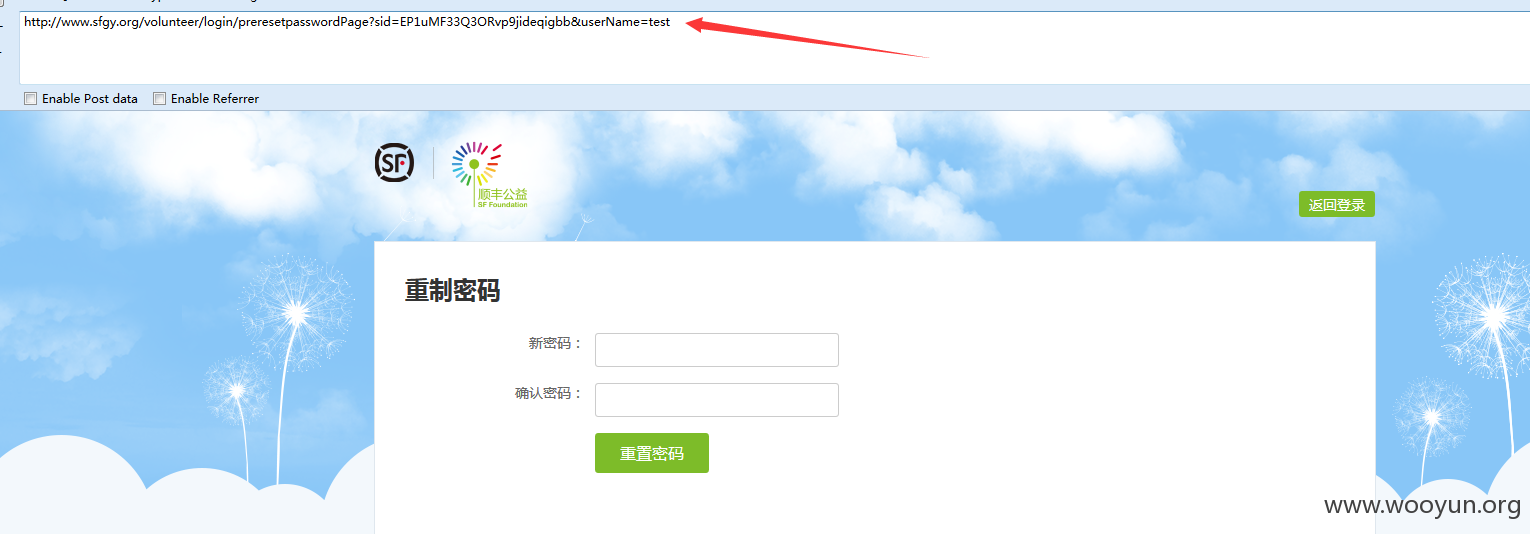 http://www.sfgy.org/volunteer/login/preresetpasswordPage?sid=EP1uMF33Q3ORvp9jideqigbb&userName=test
Enable Post data Enable Referrer
SF
顺丰公益
SF Foundation
返回登录
重制密码
新密码：
确认密码：
重置密码
www.wooyun.org